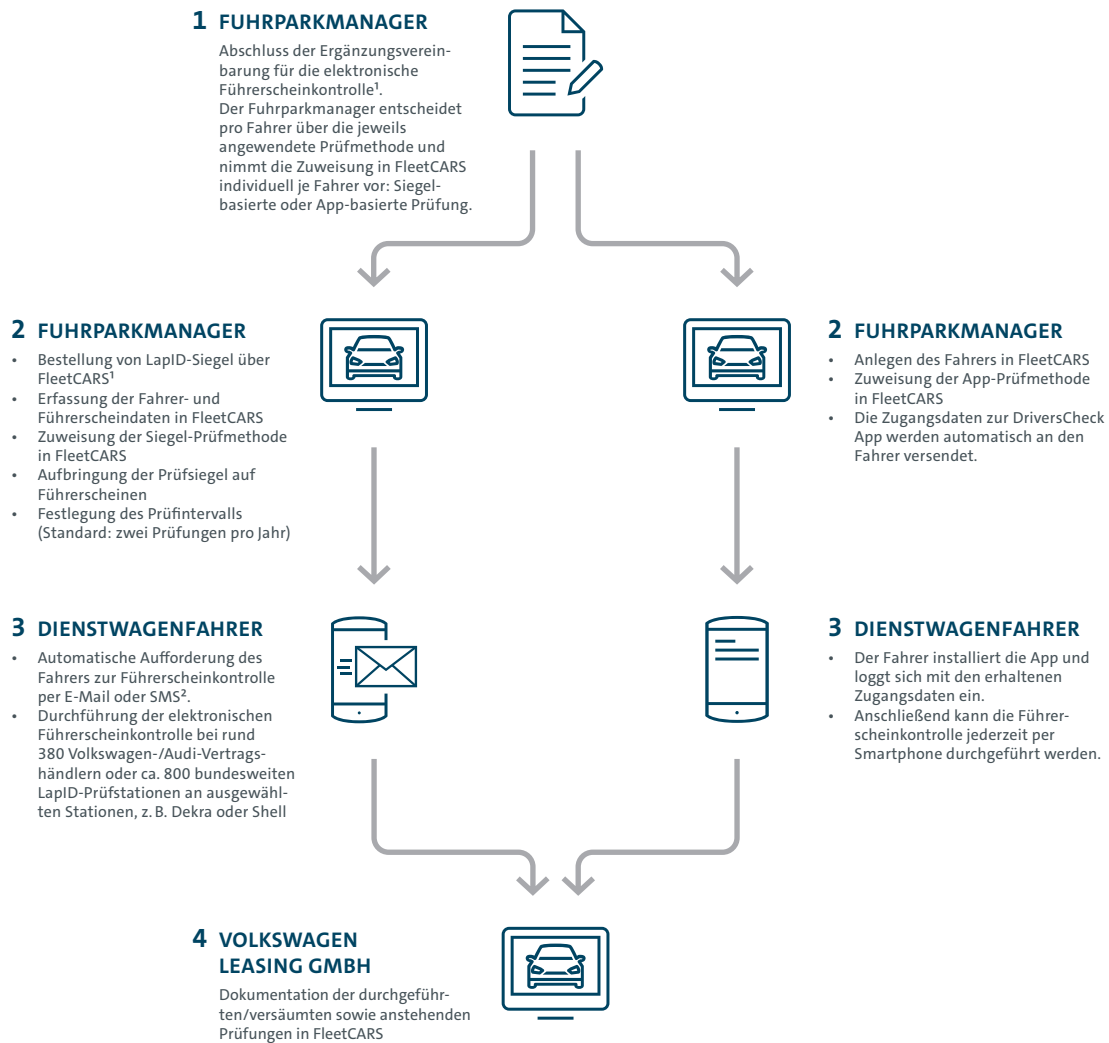 1 FUHRPARKMANAGER
Abschluss der Ergänzungsverein-
barung für die elektronische
Führerscheinkontrolle¹.
Der Fuhrparkmanager entscheidet
pro Fahrer über die jeweils
angewendete Prüfmethode und
nimmt die Zuweisung in FleetCARS
individuell je Fahrer vor: Siegel-
basierte oder App-basierte Prüfung.
2 FUHRPARKMANAGER
• Bestellung von LapID-Siegel über
FleetCARS¹
• Erfassung der Fahrer- und
Führerscheindaten in FleetCARS
• Zuweisung der Siegel-Prüfmethode
in FleetCARS
• Aufbringung der Prüfsiegel auf
Führerscheinen
• Festlegung des Prüfintervalls
(Standard: zwei Prüfungen pro Jahr)
2 FUHRPARKMANAGER
• Anlegen des Fahrers in FleetCARS
• Zuweisung der App-Prüfmethode
in FleetCARS
• Die Zugangsdaten zur DriversCheck
App werden automatisch an den
Fahrer versendet.
3 DIENSTWAGENFAHRER
• Automatische Aufforderung des
Fahrers zur Führerscheinkontrolle
per E-Mail oder SMS².
• Durchführung der elektronischen
Führerscheinkontrolle bei rund
380 Volkswagen-/Audi-Vertrags-
händlern oder ca. 800 bundesweiten
LapID-Prüfstationen an ausgewähl-
ten Stationen, z. B. Dekra oder Shell
3 DIENSTWAGENFAHRER
• Der Fahrer installiert die App und
loggt sich mit den erhaltenen
Zugangsdaten ein.
• Anschließend kann die Führer-
scheinkontrolle jederzeit per
Smartphone durchgeführt werden.
4 VOLKSWAGEN
LEASING GMBH
Dokumentation der durchgeführ-
ten/versäumten sowie anstehenden
Prüfungen in FleetCARS